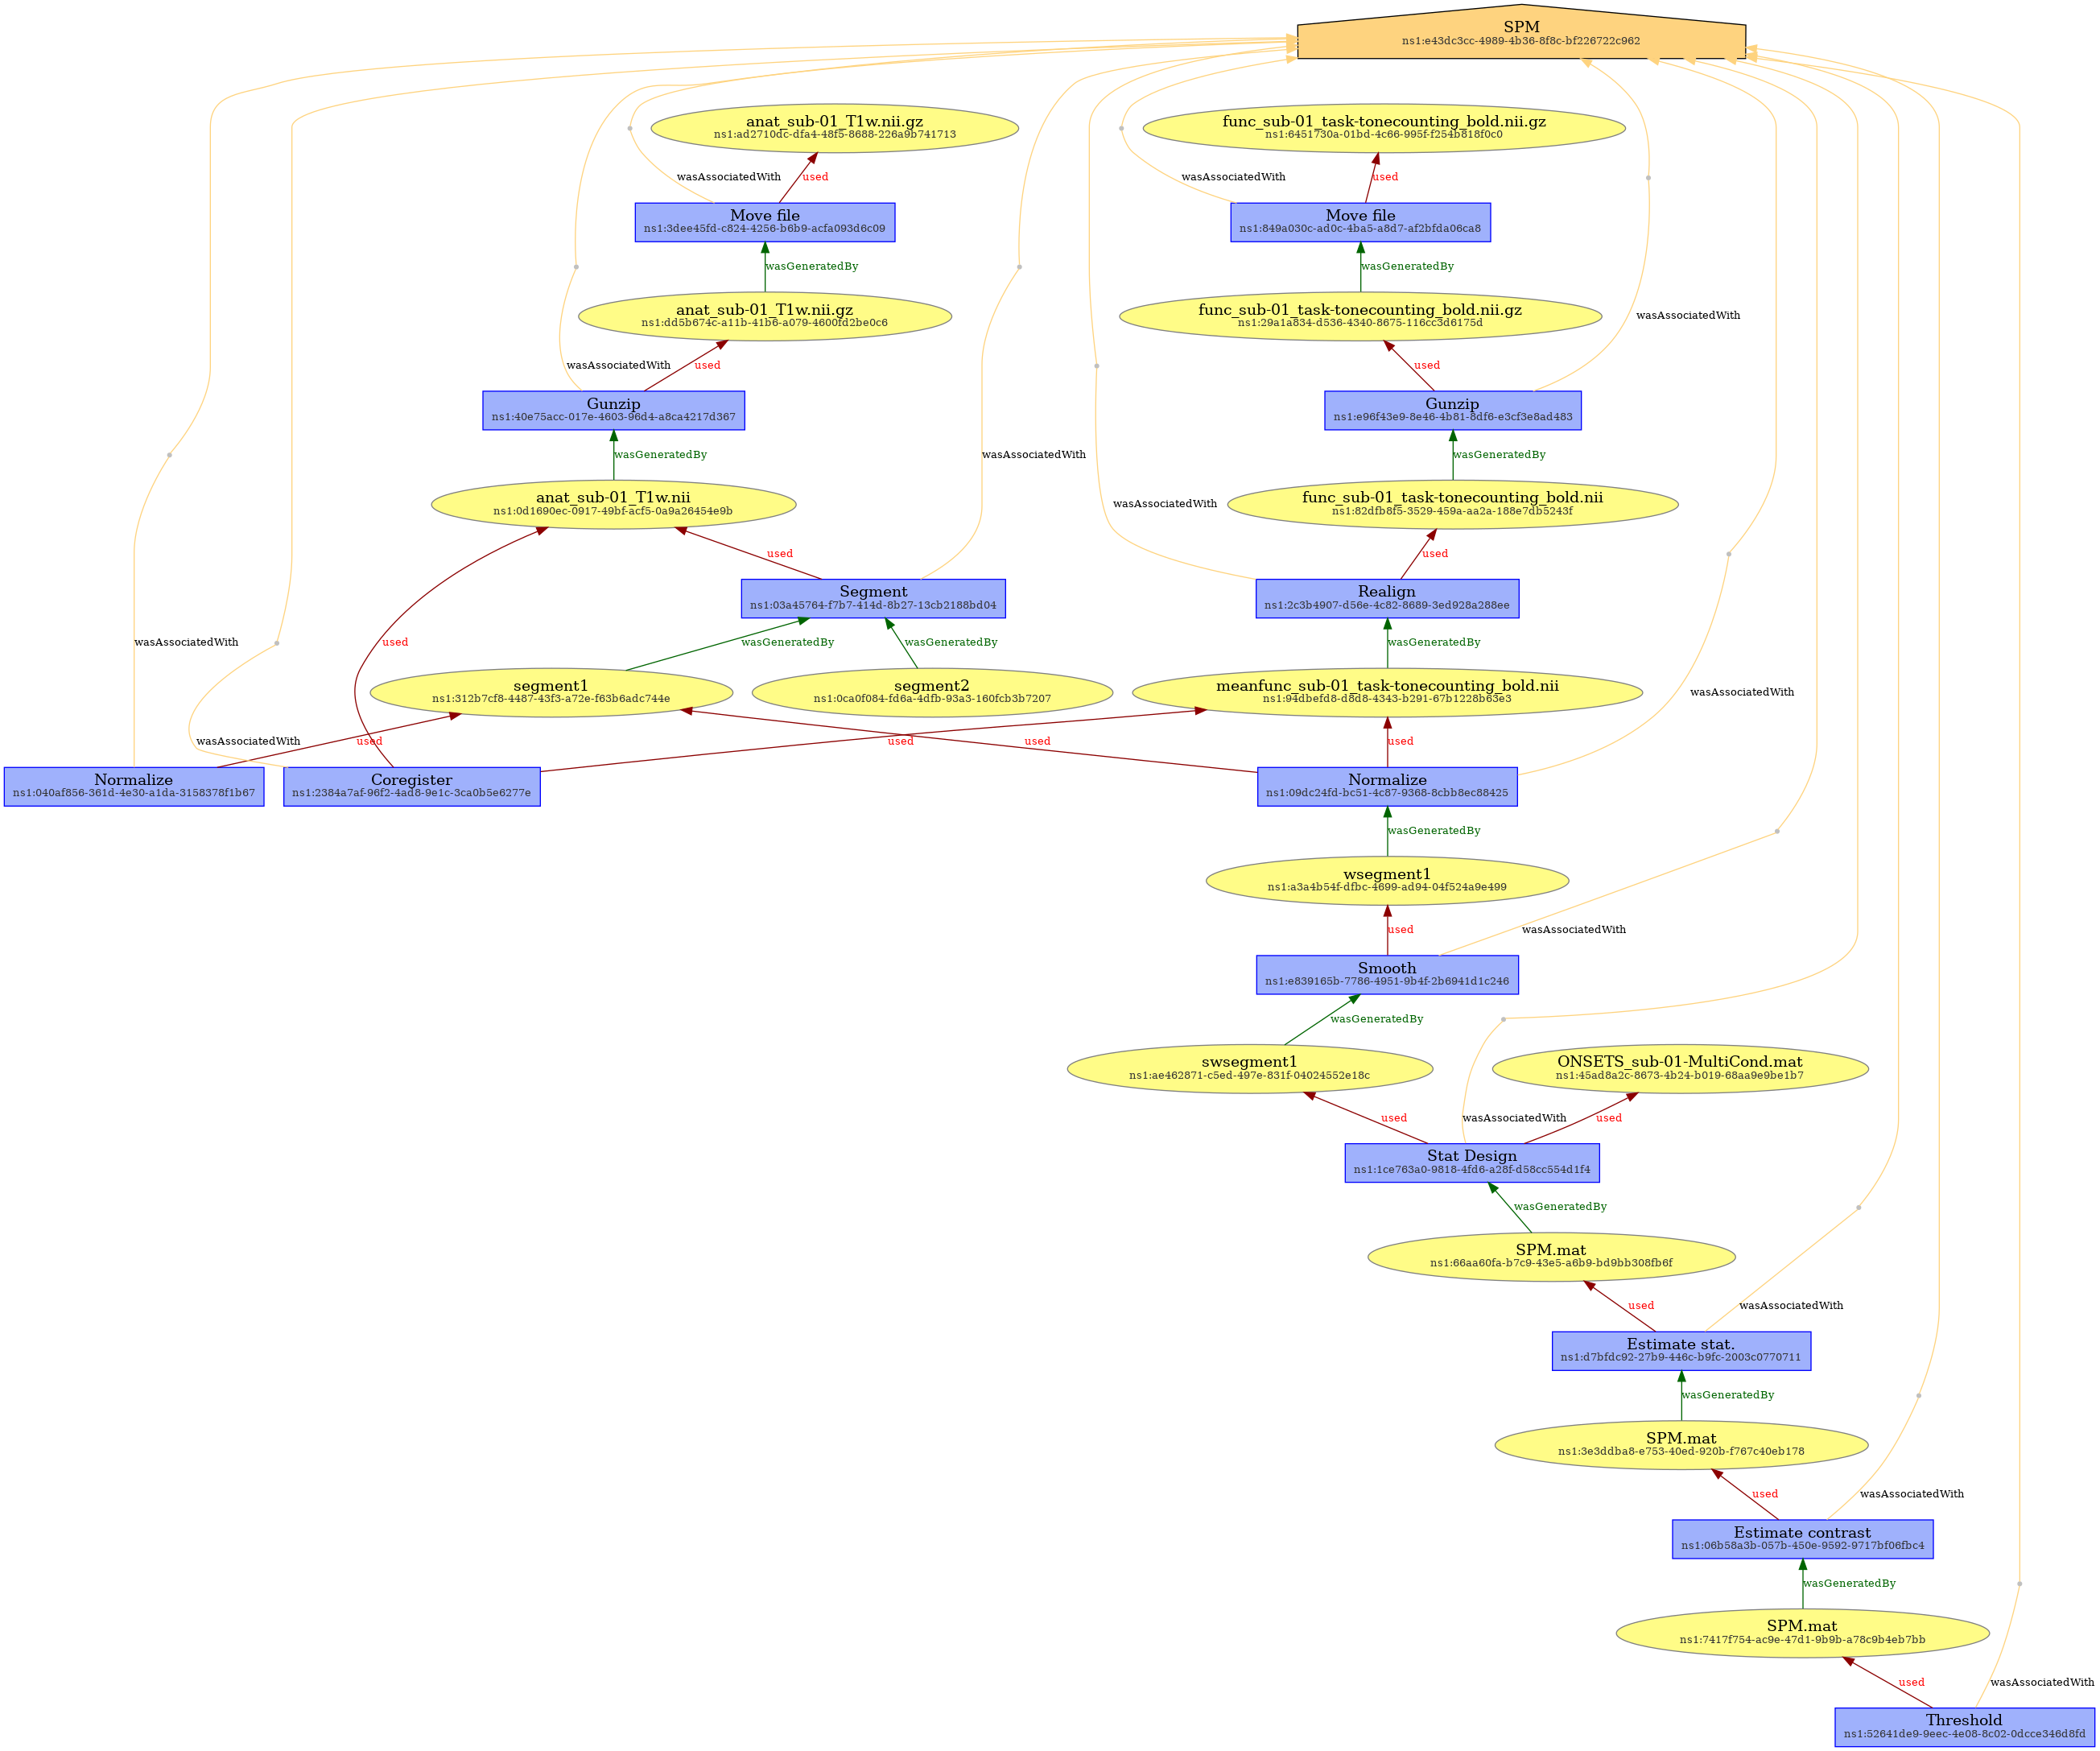 SPM
ns1:e43dc3cc-4989-4b36-8f8c-bf226722c962
anat_sub-01_T1w.nii.gz
ns1:ad2710dc-dfa4-48f5-8688-226a9b741713
func_sub-01_task-tonecounting_bold.nii.gz
ns1:6451730a-01bd-4c66-995f-f254b818f0c0
wasAssociatedWith
used
wasAssociatedWith
used
Move file
ns1:3dee45fd-c824-4256-b6b9-acfa093d6c09
Move file
ns1:849a030c-ad0c-4ba5-a8d7-af2bfda06ca8
wasGeneratedBy
wasGeneratedBy
anat_sub-01_T1w.nii.gz
ns1:dd5b674c-a11b-41b6-a079-4600fd2be0c6
func_sub-01_task-tonecounting_bold.nii.gz
ns1:29a1a834-d536-4340-8675-116cc3d6175d
wasAssociatedWith
wasAssociatedWith
used
used
Gunzip
ns1:40e75acc-017e-4603-96d4-a8ca4217d367
Gunzip
ns1:e96f43e9-8e46-4b81-8df6-e3cf3e8ad483
wasGeneratedBy
wasAssociatedWith
wasGeneratedBy
anat_sub-01_T1w.nii
ns1:0d1690ec-0917-49bf-acf5-0a9a26454e9b
wasAssociatedWith
func_sub-01_task-tonecounting_bold.nii
ns1:82dfb8f5-3529-459a-aa2a-188e7db5243f
used
used
Segment
ns1:03a45764-f7b7-414d-8b27-13cb2188bd04
Realign
ns1:2c3b4907-d56e-4c82-8689-3ed928a288ee
wasAssociatedWith
used
wasGeneratedBy
wasGeneratedBy
wasGeneratedBy
segment1
ns1:312b7cf8-4487-43f3-a72e-f63b6adc744e
segment2
ns1:0ca0f084-fd6a-4dfb-93a3-160fcb3b7207
meanfunc_sub-01_task-tonecounting_bold.nii
ns1:94dbefd8-d8d8-4343-b291-67b1228b63e3
wasAssociatedWith
wasAssociatedWith
used
used
used
used
Normalize
ns1:040af856-361d-4e30-a1da-3158378f1b67
Coregister
ns1:2384a7af-96f2-4ad8-9e1c-3ca0b5e6277e
Normalize
ns1:09dc24fd-bc51-4c87-9368-8cbb8ec88425
wasGeneratedBy
wsegment1
ns1:a3a4b54f-dfbc-4699-ad94-04f524a9e499
used
wasAssociatedWith
Smooth
ns1:e839165b-7786-4951-9b4f-2b6941d1c246
wasGeneratedBy
swsegment1
ns1:ae462871-c5ed-497e-831f-04024552e18c
ONSETS_sub-01-MultiCond.mat
ns1:45ad8a2c-8673-4b24-b019-68aa9e9be1b7
used
wasAssociatedWith
used
Stat Design
ns1:1ce763a0-9818-4fd6-a28f-d58cc554d1f4
wasGeneratedBy
SPM.mat
ns1:66aa60fa-b7c9-43e5-a6b9-bd9bb308fb6f
used
wasAssociatedWith
Estimate stat.
ns1:d7bfdc92-27b9-446c-b9fc-2003c0770711
wasGeneratedBy
SPM.mat
ns1:3e3ddba8-e753-40ed-920b-f767c40eb178
used
wasAssociatedWith
Estimate contrast
ns1:06b58a3b-057b-450e-9592-9717bf06fbc4
wasGeneratedBy
SPM.mat
ns1:7417f754-ac9e-47d1-9b9b-a78c9b4eb7bb
used
wasAssociatedWith
Threshold
ns1:52641de9-9eec-4e08-8c02-0dcce346d8fd